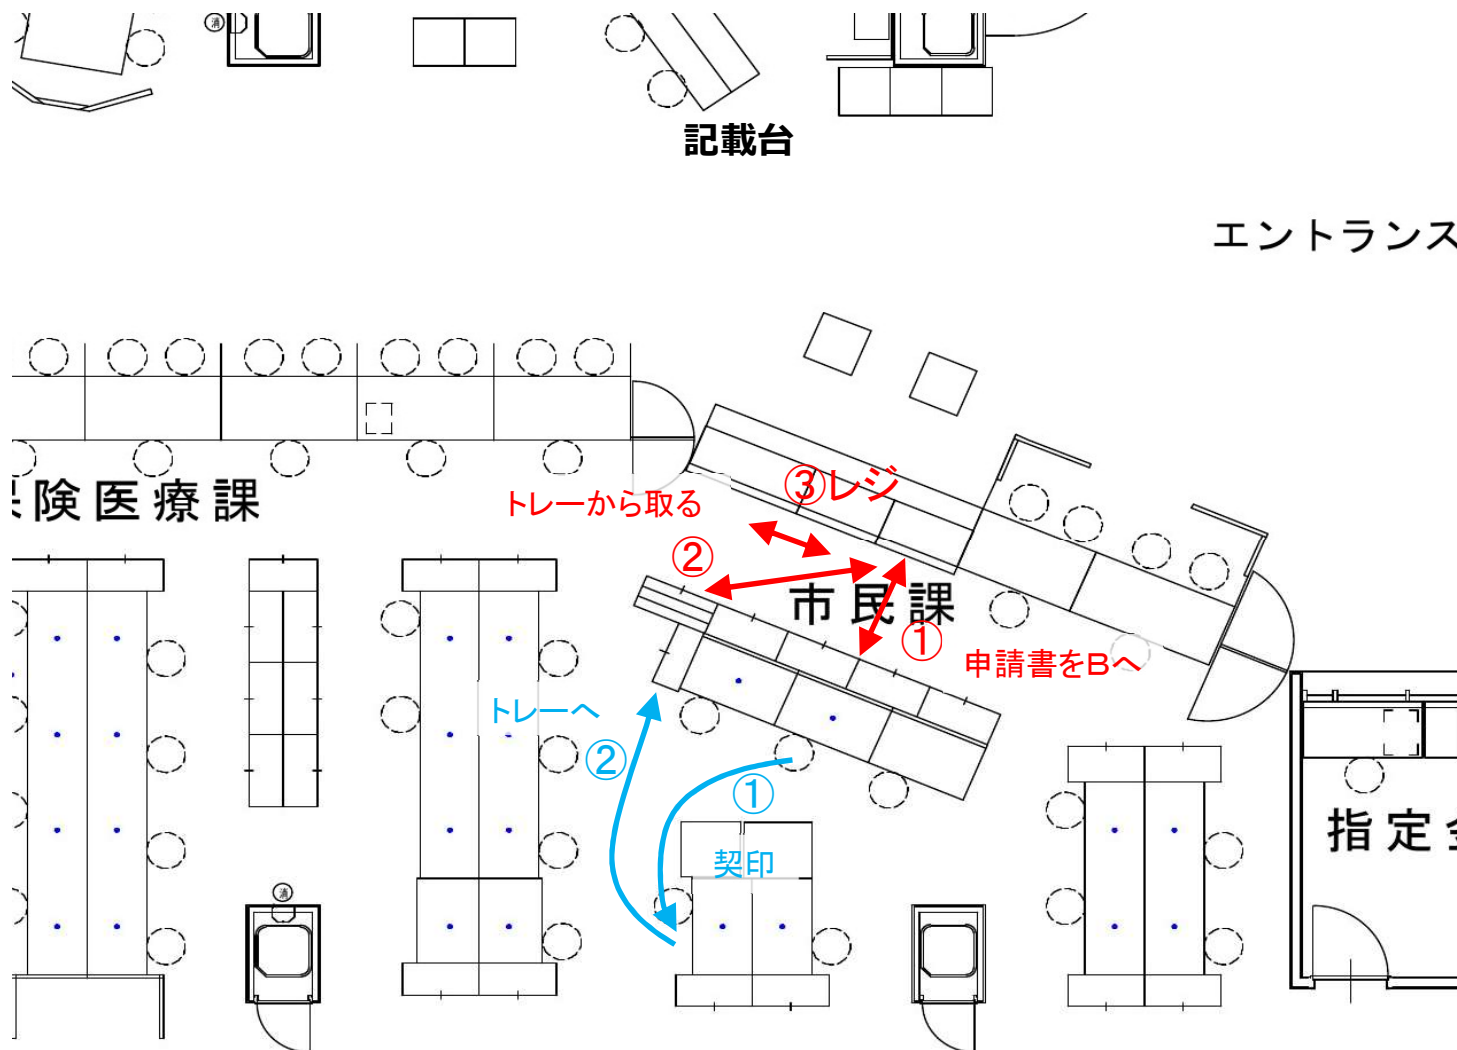 消
記載台
エントランス
③レジ
トレーから取る
険医療課
②
市民課
①
申請書をBへ
トレーへ
②
①
指定
契印
消